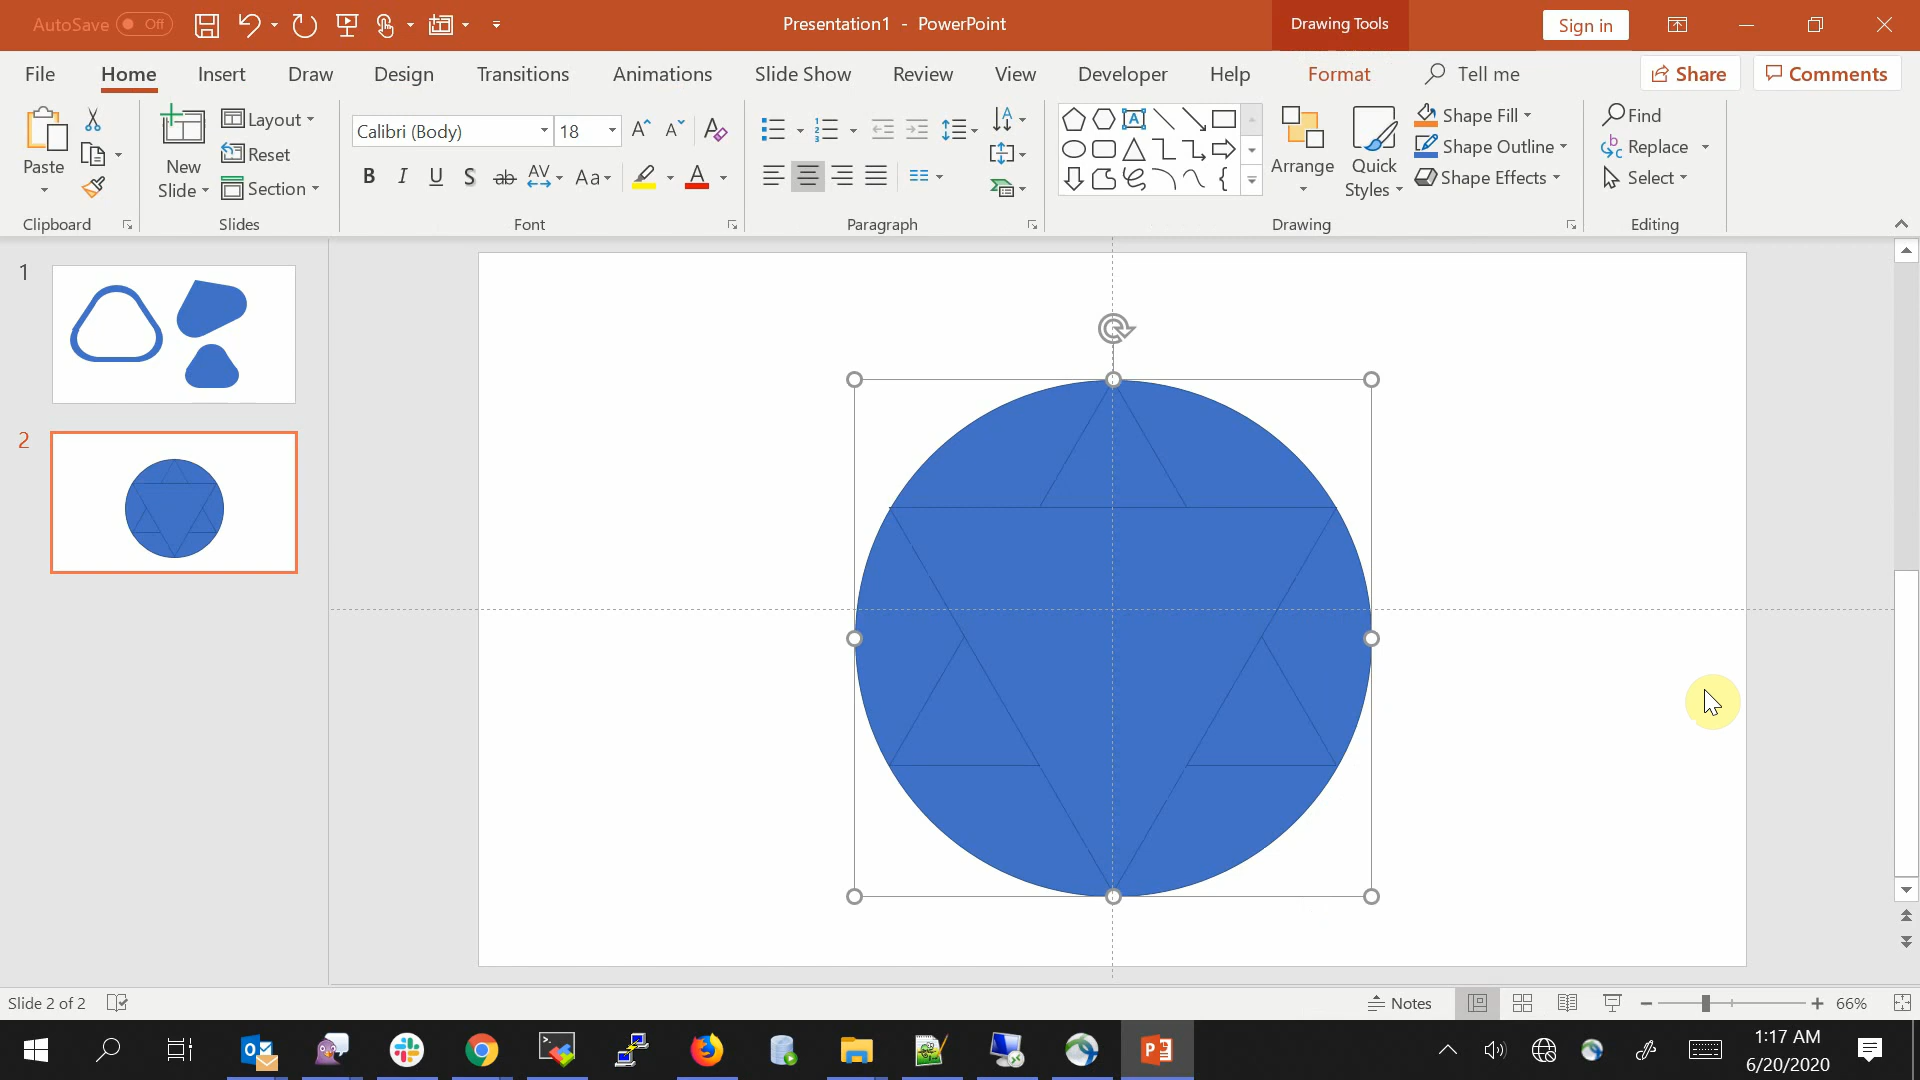 AutoSave Off
Presentation1 - PowerPoint
Drawing Tools
Sign in
File Home Insert Draw Design Transitions Animations Slide Show Review View Developer Help Format Tell me
Share Comments
Paste
Clipboard
New
Slide
Layout
Reset
Section
Slides
Calibri (Body) 18
A A A
B I U S ab AV Aa A
Font
Paragraph
A
Arrange
Quick
Styles
Shape Fill
Shape Outline
Shape Effects
Drawing
Find
Replace
Select
Editing
1
2
Slide 2 of 2
Notes
66%
1:17 AM
6/20/2020